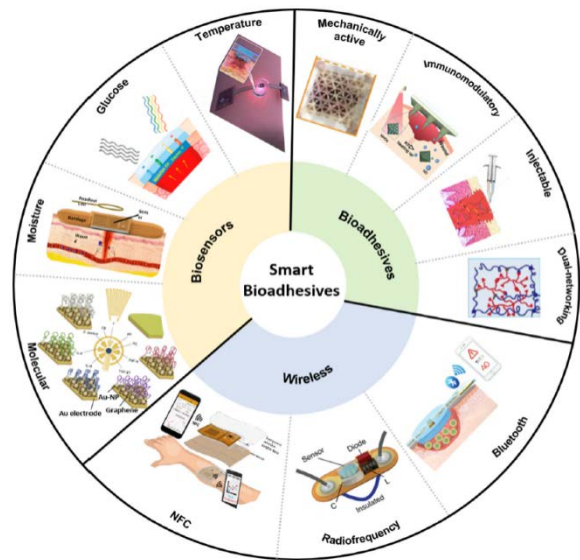 Temperature
Mechanically
active
Immunomodulatory
Injectable
Dual-networking
Bluetooth
Radiofrequency
NFC
Molecular
Moisture
Glucose
Biosensors
Bioadhesives
Wireless
Smart
Bioadhesives
Bandage
Au-NP
Au electrode
Graphene
Sensor
Diode
C
L
Insulated